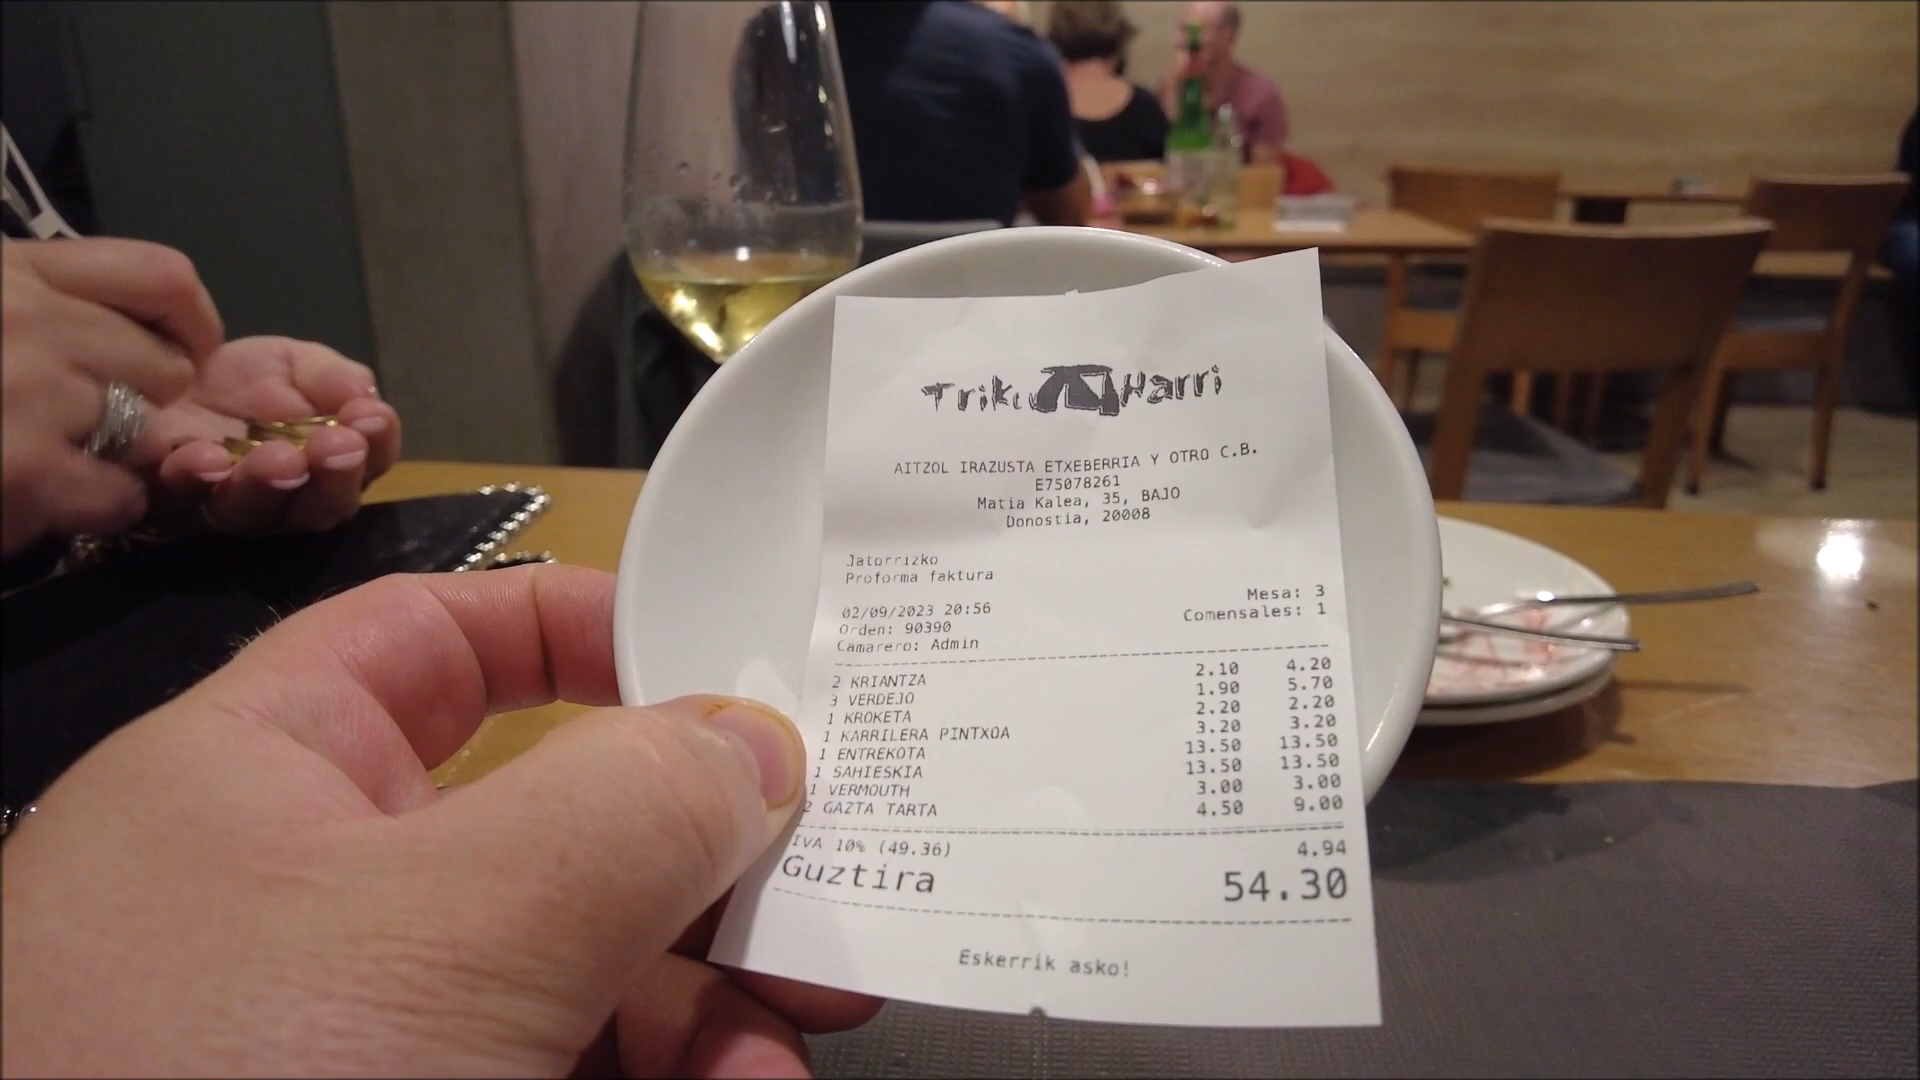 Triku Harri
AITZOL IRAZUSTA ETXEBERRIA Y OTRO C.B.
E75078261
Matia Kalea, 35, BAJO
Donostia, 20008
Jatorrizko
Proforma faktura
02/09/2023 20:56 Mesa: 3
Orden: 90390 Comensales: 1
Camarero: Admin
2 KRIANTZA 2.10 4.20
3 VERDEJO 1.90 5.70
1 KROKETA 2.20 2.20
1 KARRILERA PINTXOA 3.20 3.20
1 ENTREKOTA 13.50 13.50
1 SAHIESKIA 13.50 13.50
1 VERMOUTH 3.00 3.00
2 GAZTA TARTA 4.50 9.00
IVA 10% (49.36) 4.94
Guztira 54.30
Eskerrik asko!